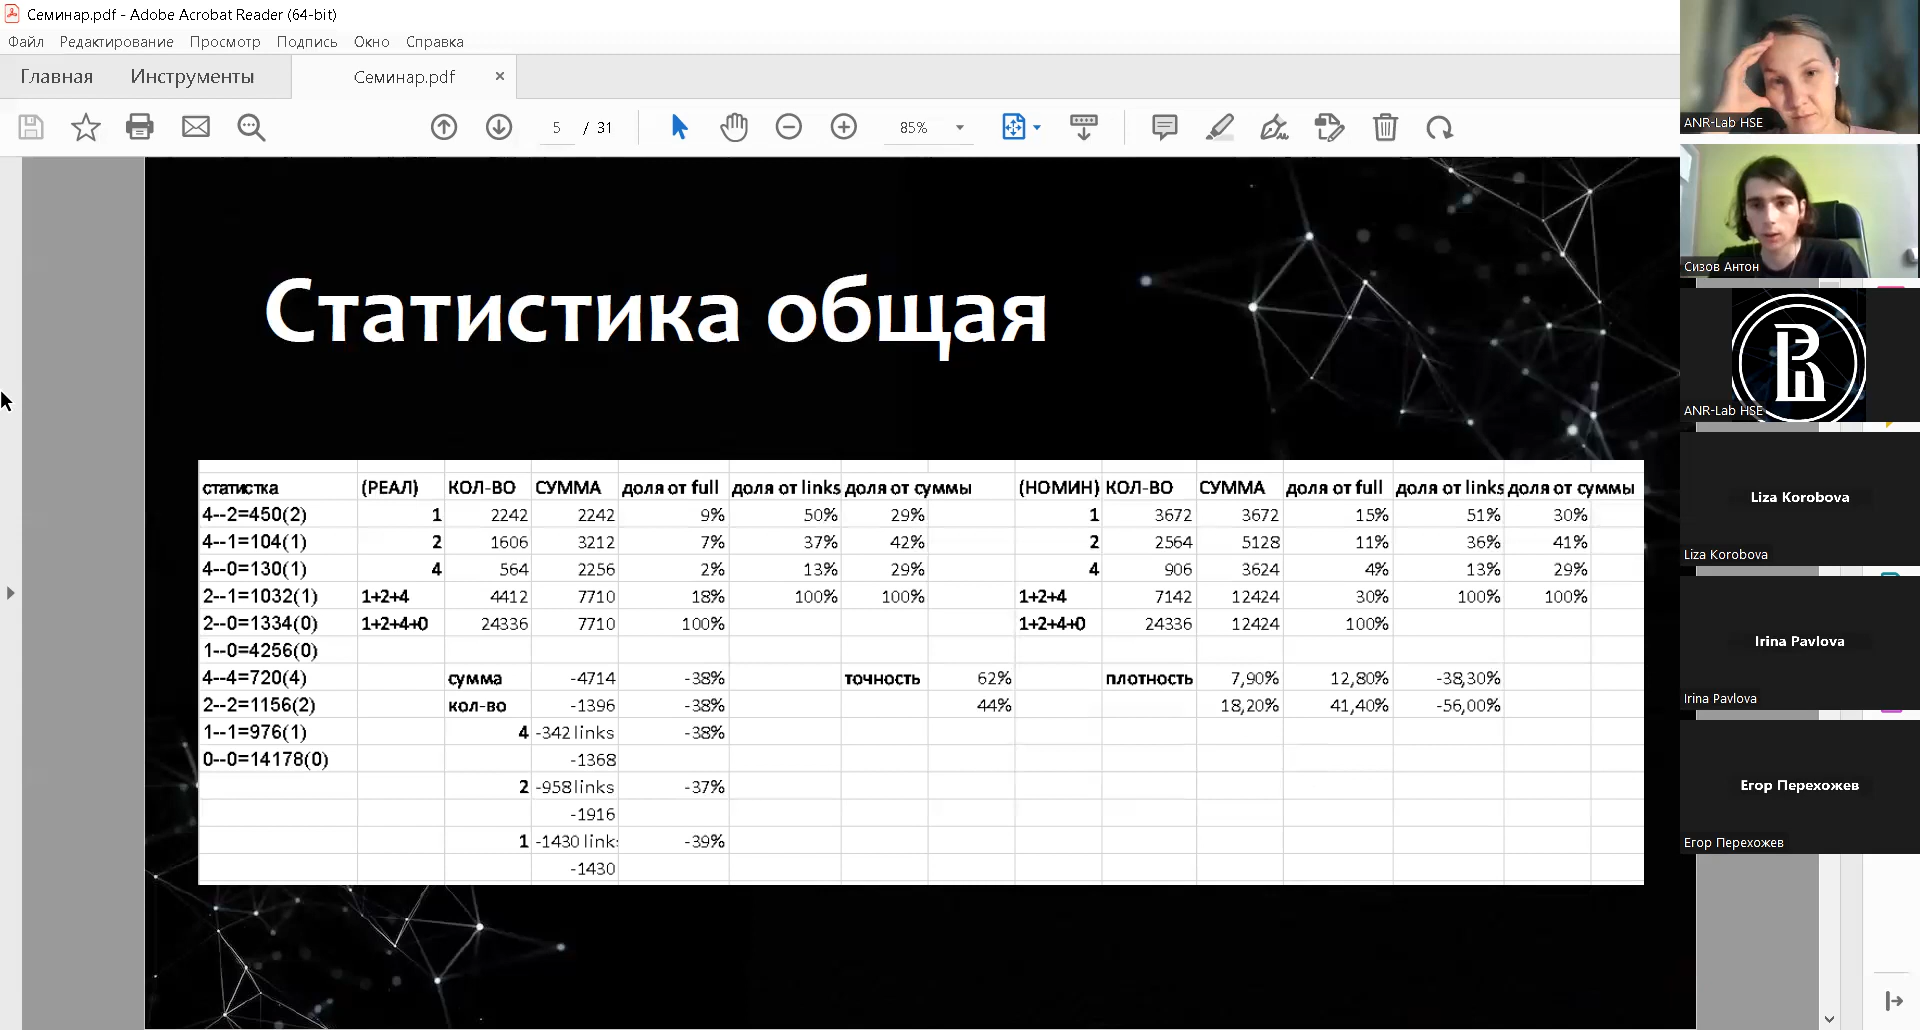 Семинар.pdf - Adobe Acrobat Reader (64-bit)
Файл Редактирование Просмотр Подпись Окно Справка
Главная Инструменты Семинар.pdf ×
5 / 31 85%
Статистика общая
статистка (РЕАЛ) КОЛ-ВО СУММА доля от full доля от links доля от суммы (НОМИН) КОЛ-ВО СУММА доля от full доля от links доля от суммы
4--2=450(2) 1 2242 2242 9% 50% 29% 1 3672 3672 15% 51% 30%
4--1=104(1) 2 1606 3212 7% 37% 42% 2 2564 5128 11% 36% 41%
4--0=130(1) 4 564 2256 2% 13% 29% 4 906 3624 4% 13% 29%
2--1=1032(1) 1+2+4 4412 7710 18% 100% 100% 1+2+4 7142 12424 30% 100% 100%
2--0=1334(0) 1+2+4+0 24336 7710 100% 1+2+4+0 24336 12424 100%
1--0=4256(0)
4--4=720(4) сумма -4714 -38% точность 62% плотность 7,90% 12,80% -38,30%
2--2=1156(2) кол-во -1396 -38% 44% 18,20% 41,40% -56,00%
1--1=976(1) 4 -342 links -38%
0--0=14178(0) -1368
2 -958links -37%
-1916
1 -1430 link -39%
-1430
ANR-Lab HSE
Сизов Антон
ANR-Lab HSE
Liza Korobova
Liza Korobova
Irina Pavlova
Irina Pavlova
Егор Перехожев
Егор Перехожев